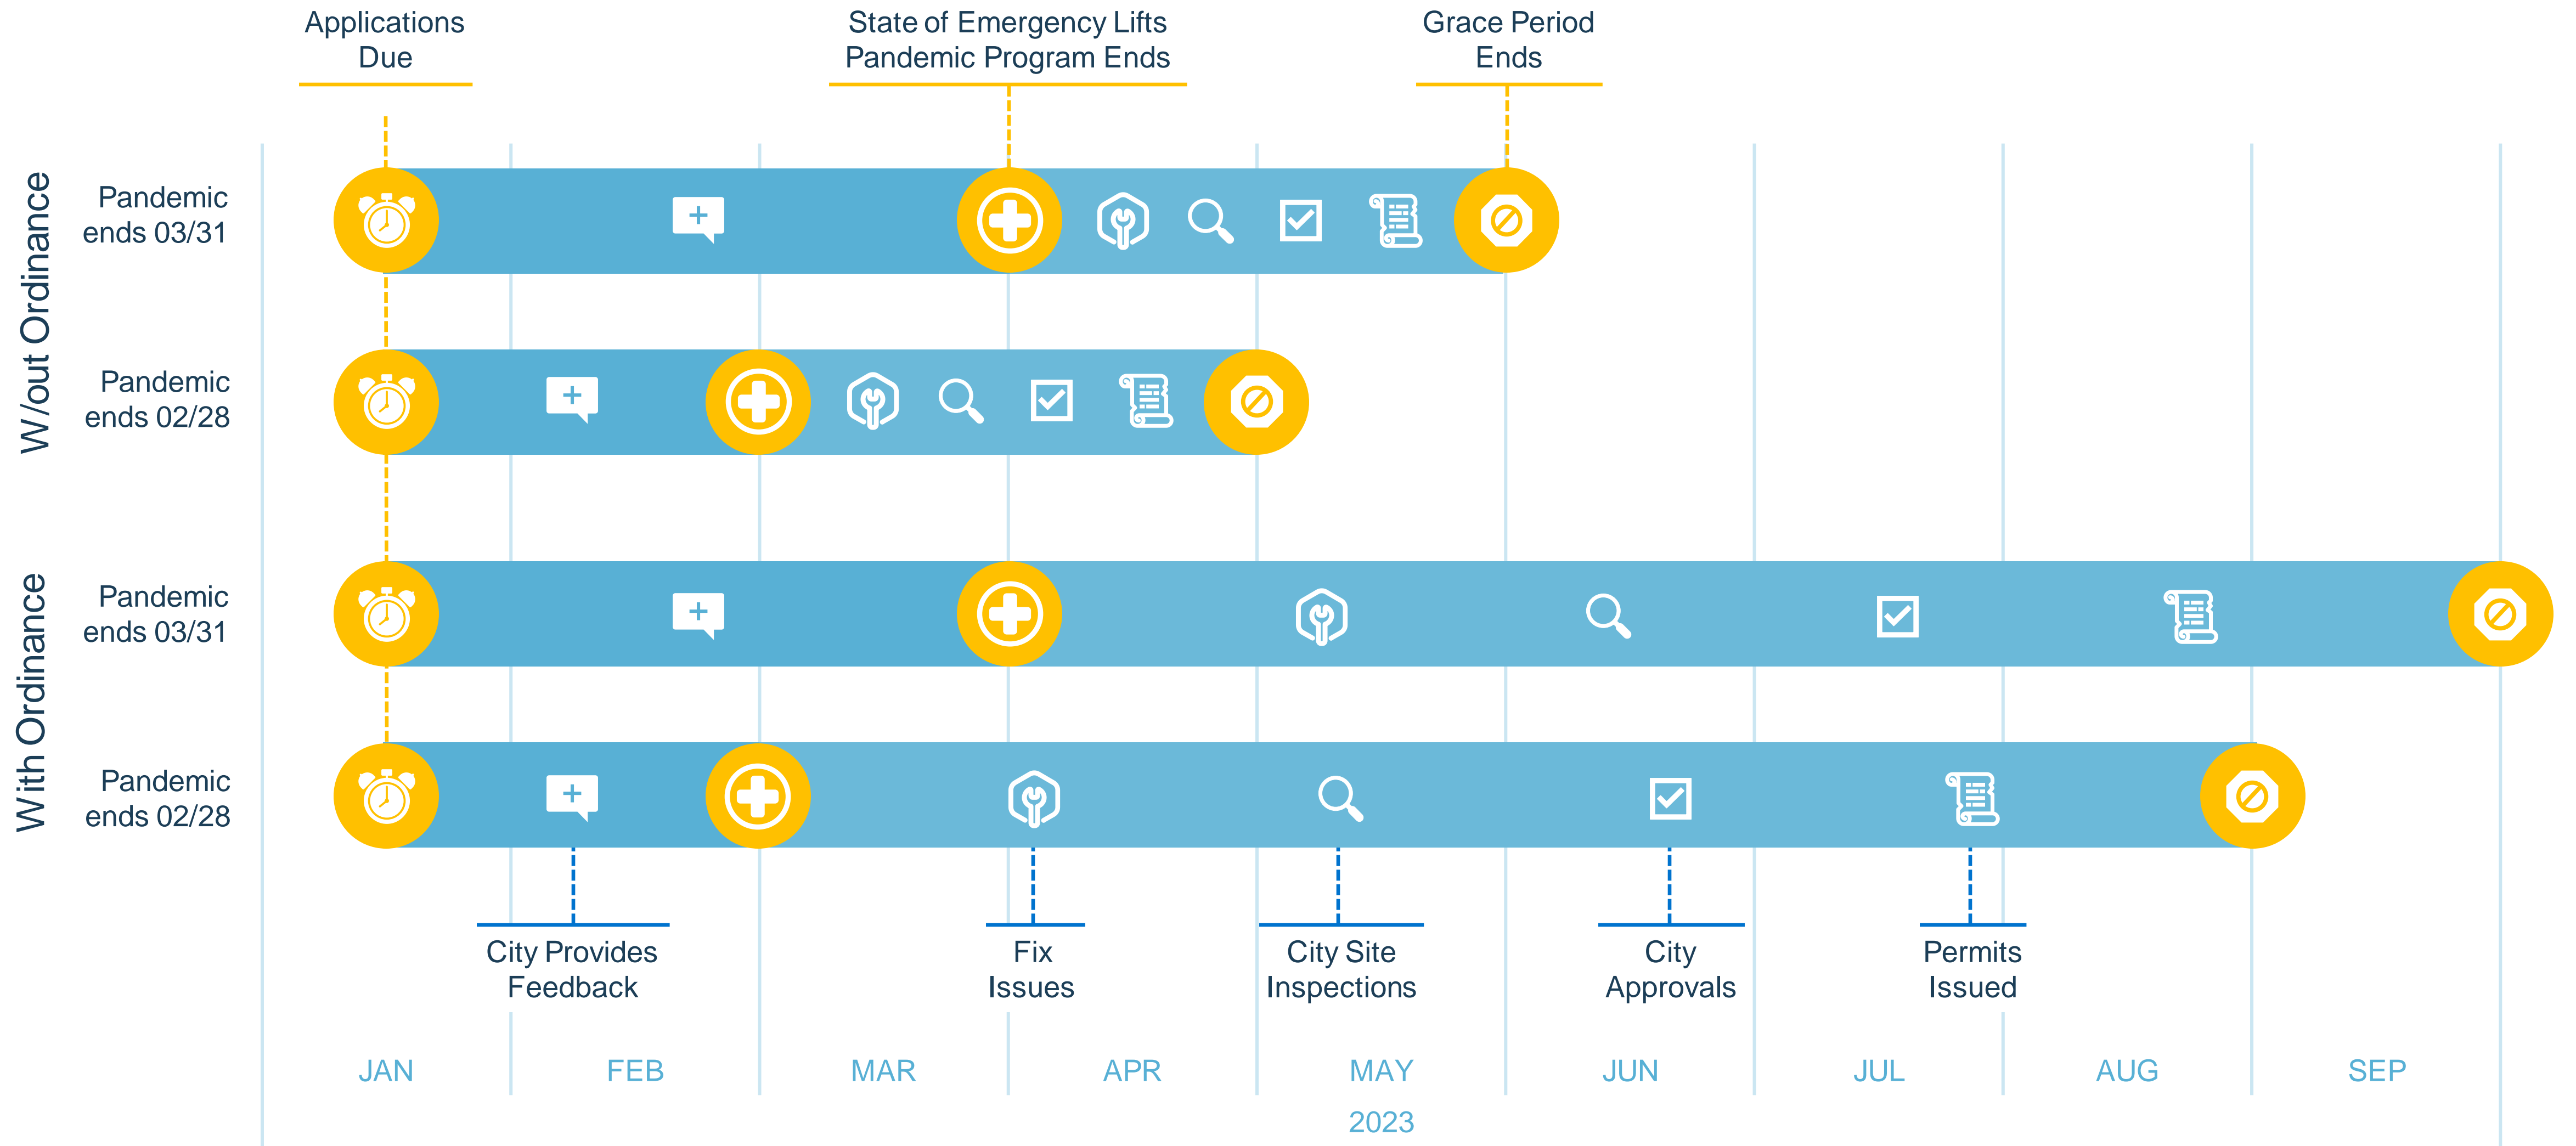 Applications
Due
State of Emergency Lifts
Pandemic Program Ends
Grace Period
Ends
W/out Ordinance
Pandemic
ends 03/31
Pandemic
ends 02/28
With Ordinance
Pandemic
ends 03/31
Pandemic
ends 02/28
City Provides
Feedback
Fix
Issues
City Site
Inspections
City
Approvals
Permits
Issued
JAN
FEB
MAR
APR
MAY
JUN
JUL
AUG
SEP
2023